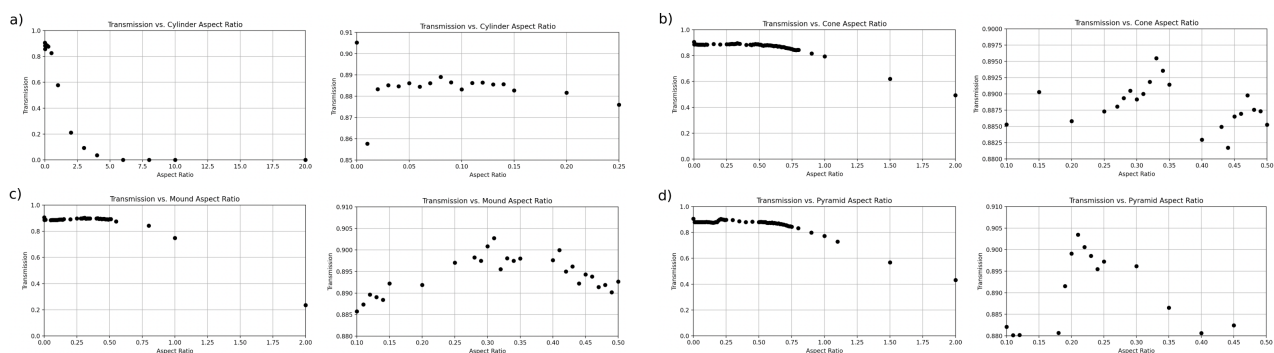 a)
Transmission vs. Cylinder Aspect Ratio
Transmission
1.0
0.8
0.6
0.4
0.2
0.0
0.0 2.5 5.0 7.5 10.0 12.5 15.0 17.5 20.0
Aspect Ratio
Transmission vs. Cylinder Aspect Ratio
Transmission
0.91
0.90
0.89
0.88
0.87
0.86
0.85
0.00 0.05 0.10 0.15 0.20 0.25
Aspect Ratio
b)
Transmission vs. Cone Aspect Ratio
Transmission
1.0
0.8
0.6
0.4
0.2
0.0
0.00 0.25 0.50 0.75 1.00 1.25 1.50 1.75 2.00
Aspect Ratio
Transmission vs. Cone Aspect Ratio
Transmission
0.9000
0.8975
0.8950
0.8925
0.8900
0.8875
0.8850
0.8825
0.8800
0.10 0.15 0.20 0.25 0.30 0.35 0.40 0.45 0.50
Aspect Ratio
c)
Transmission vs. Mound Aspect Ratio
Transmission
1.0
0.8
0.6
0.4
0.2
0.0
0.00 0.25 0.50 0.75 1.00 1.25 1.50 1.75 2.00
Aspect Ratio
Transmission vs. Mound Aspect Ratio
Transmission
0.910
0.905
0.900
0.895
0.890
0.885
0.880
0.10 0.15 0.20 0.25 0.30 0.35 0.40 0.45 0.50
Aspect Ratio
d)
Transmission vs. Pyramid Aspect Ratio
Transmission
1.0
0.8
0.6
0.4
0.2
0.0
0.00 0.25 0.50 0.75 1.00 1.25 1.50 1.75 2.00
Aspect Ratio
Transmission vs. Pyramid Aspect Ratio
Transmission
0.910
0.905
0.900
0.895
0.890
0.885
0.880
0.10 0.15 0.20 0.25 0.30 0.35 0.40 0.45 0.50
Aspect Ratio